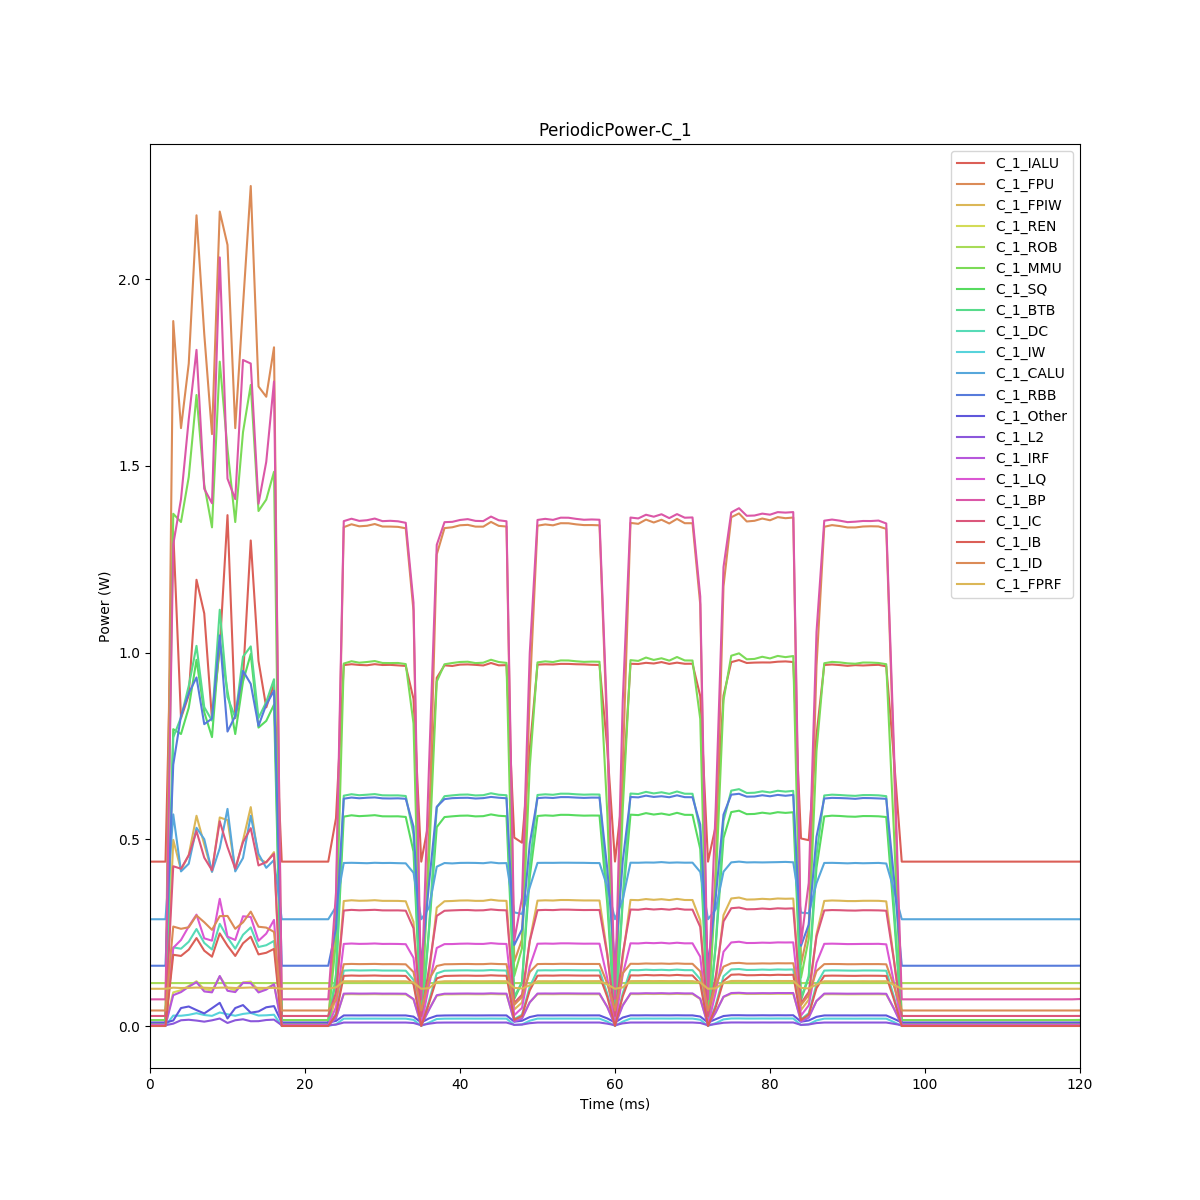 PeriodicPower-C_1
C_1_IALU
C_1_FPU
C_1_FPIW
C_1_REN
C_1_ROB
C_1_MMU
C_1_SQ
C_1_BTB
C_1_DC
C_1_IW
C_1_CALU
C_1_RBB
C_1_Other
C_1_L2
C_1_IRF
C_1_LQ
C_1_BP
C_1_IC
C_1_IB
C_1_ID
C_1_FPRF
2.0
1.5
1.0
0.5
0.0
Power (W)
0 20 40 60 80 100 120
Time (ms)